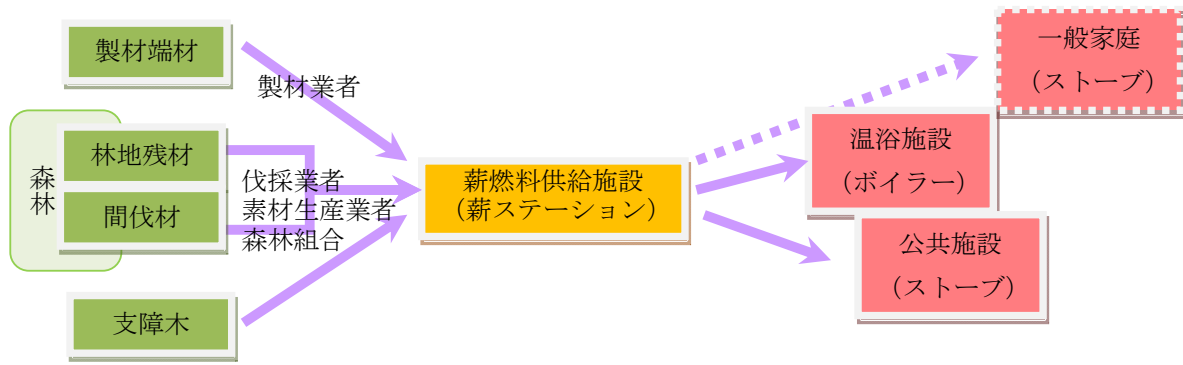 製材端材
製材業者
森林
林地残材
間伐材
伐採業者
素材生産業者
森林組合
支障木
薪燃料供給施設
（薪ステーション）
一般家庭
（ストーブ）
温浴施設
（ボイラー）
公共施設
（ストーブ）